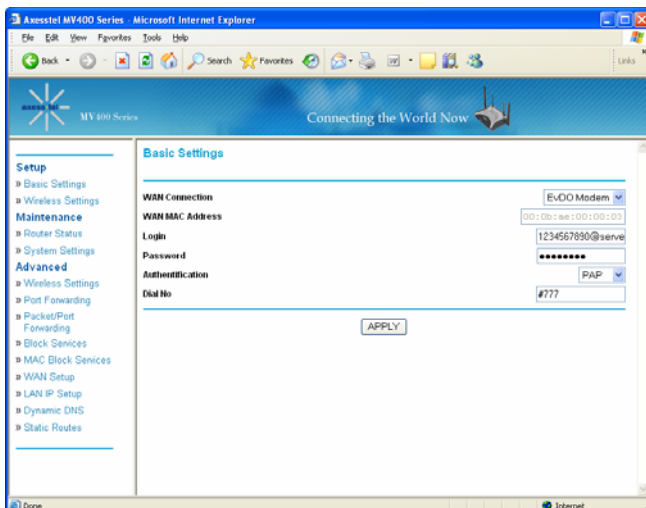 Axesstel MV400 Series - Microsoft Internet Explorer
File Edit View Favorites Tools Help
Back Search Favorites Links
axesstel
MV400 Series
Connecting the World Now
Basic Settings
Setup
» Basic Settings
» Wireless Settings
Maintenance
» Router Status
» System Settings
Advanced
» Wireless Settings
» Port Forwarding
» Packet/Port
Forwarding
» Block Services
» MAC Block Services
» WAN Setup
» LAN IP Setup
» Dynamic DNS
» Static Routes
WAN Connection EvDO Modem
WAN MAC Address 00:0b:ae:00:00:03
Login 1234567890@serve
Password ●●●●●●●●
Authentification PAP
Dial No #777
APPLY
Done Internet